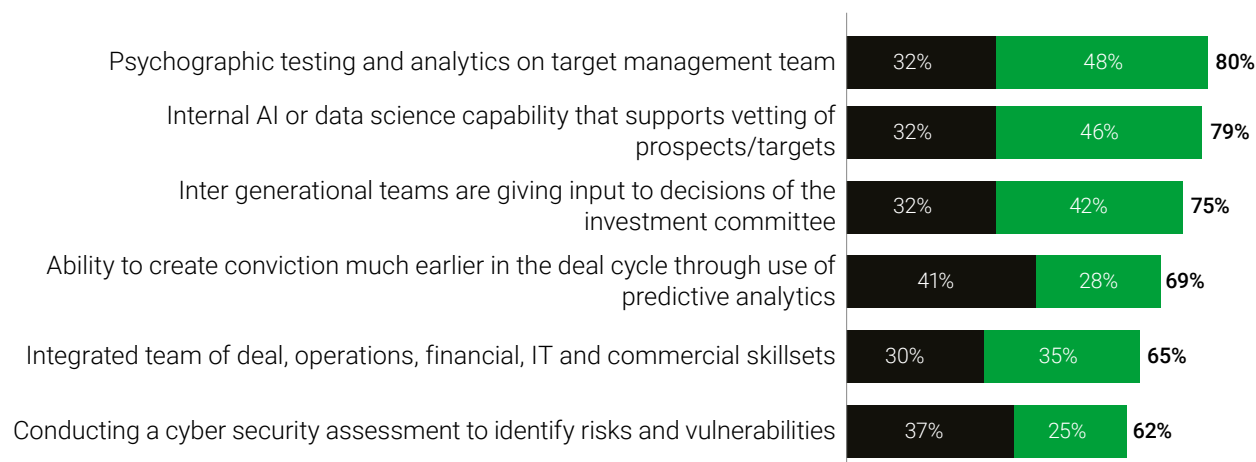 Psychographic testing and analytics on target management team
32% 48% 80%
Internal AI or data science capability that supports vetting of
prospects/targets
32% 46% 79%
Inter generational teams are giving input to decisions of the
investment committee
32% 42% 75%
Ability to create conviction much earlier in the deal cycle through use of
predictive analytics
41% 28% 69%
Integrated team of deal, operations, financial, IT and commercial skillsets
30% 35% 65%
Conducting a cyber security assessment to identify risks and vulnerabilities
37% 25% 62%